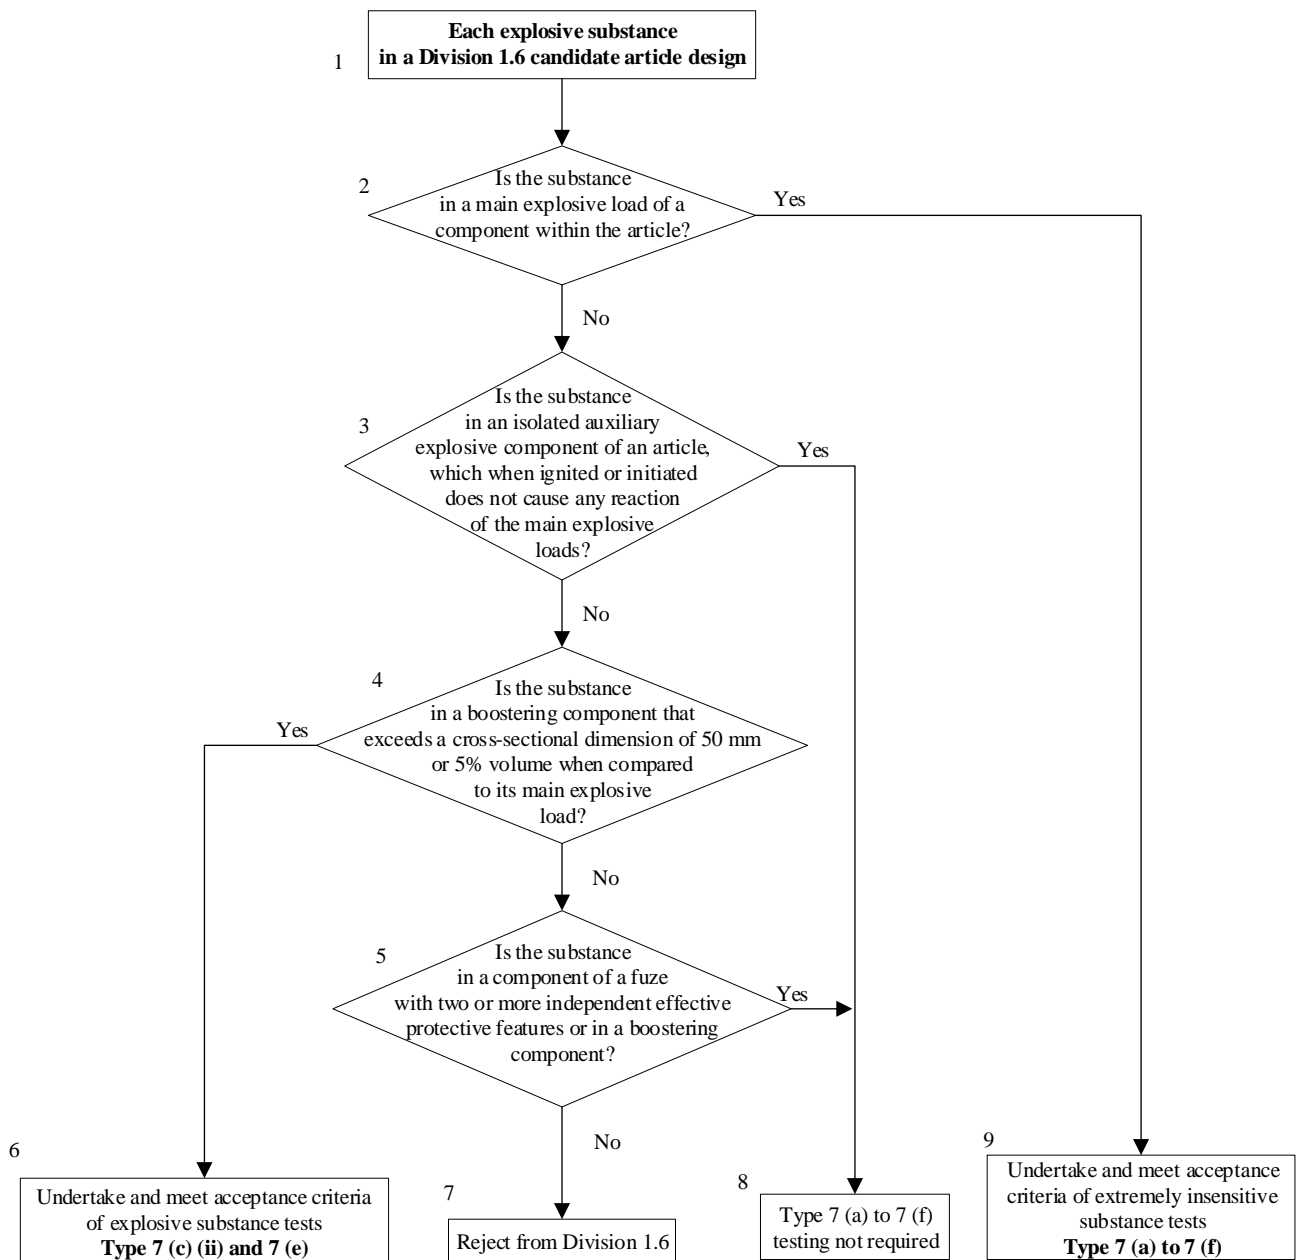 Each explosive substance
in a Division 1.6 candidate article design
1
2
Is the substance
in a main explosive load of a
component within the article?
Yes
No
3
Is the substance
in an isolated auxiliary
explosive component of an article,
which when ignited or initiated
does not cause any reaction
of the main explosive
loads?
Yes
No
4
Is the substance
in a boostering component that
exceeds a cross-sectional dimension of 50 mm
or 5% volume when compared
to its main explosive
load?
Yes
No
5
Is the substance
in a component of a fuze
with two or more independent effective
protective features or in a boostering
component?
Yes
No
6
Undertake and meet acceptance criteria
of explosive substance tests
Type 7 (c) (ii) and 7 (e)
7
Reject from Division 1.6
8
Type 7 (a) to 7 (f)
testing not required
9
Undertake and meet acceptance
criteria of extremely insensitive
substance tests
Type 7 (a) to 7 (f)